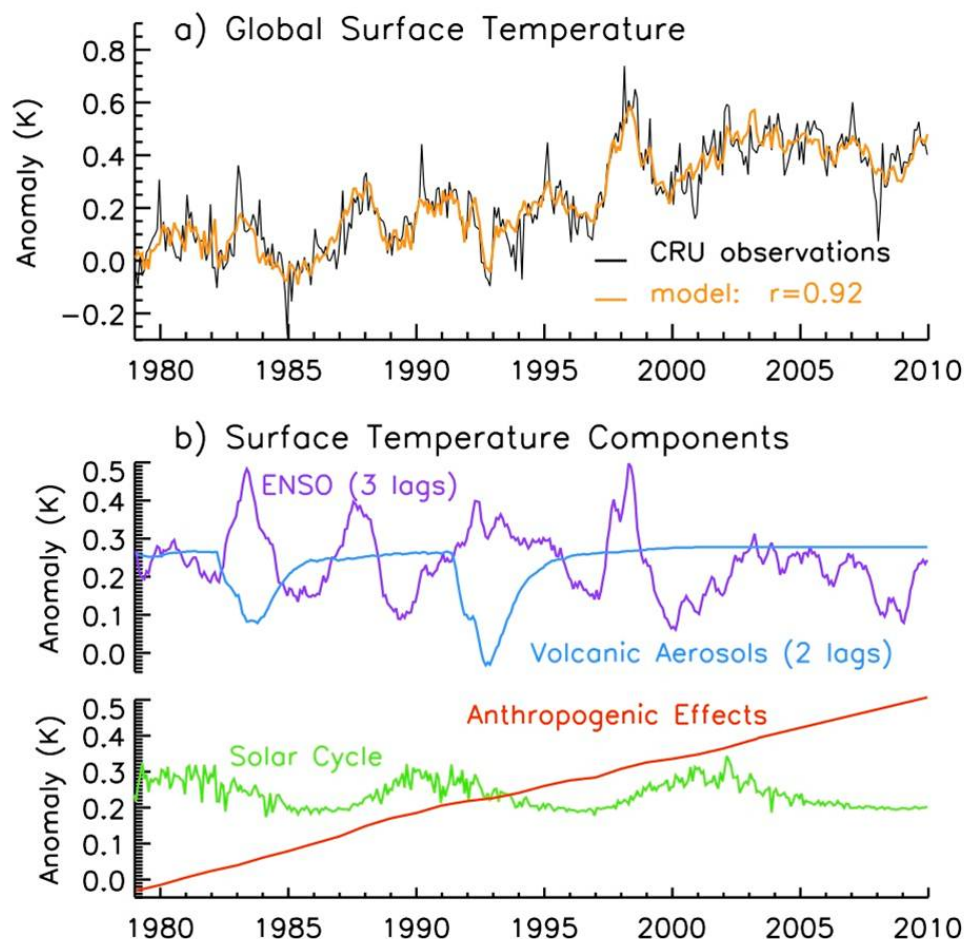 a) Global Surface Temperature
Anomaly (K)
0.8
0.6
0.4
0.2
0.0
−0.2
CRU observations
model: r=0.92
1980 1985 1990 1995 2000 2005 2010
b) Surface Temperature Components
Anomaly (K)
0.5
0.4
0.3
0.2
0.1
0.0
ENSO (3 lags)
Volcanic Aerosols (2 lags)
Anomaly (K)
0.5
0.4
0.3
0.2
0.1
0.0
Anthropogenic Effects
Solar Cycle
1980 1985 1990 1995 2000 2005 2010